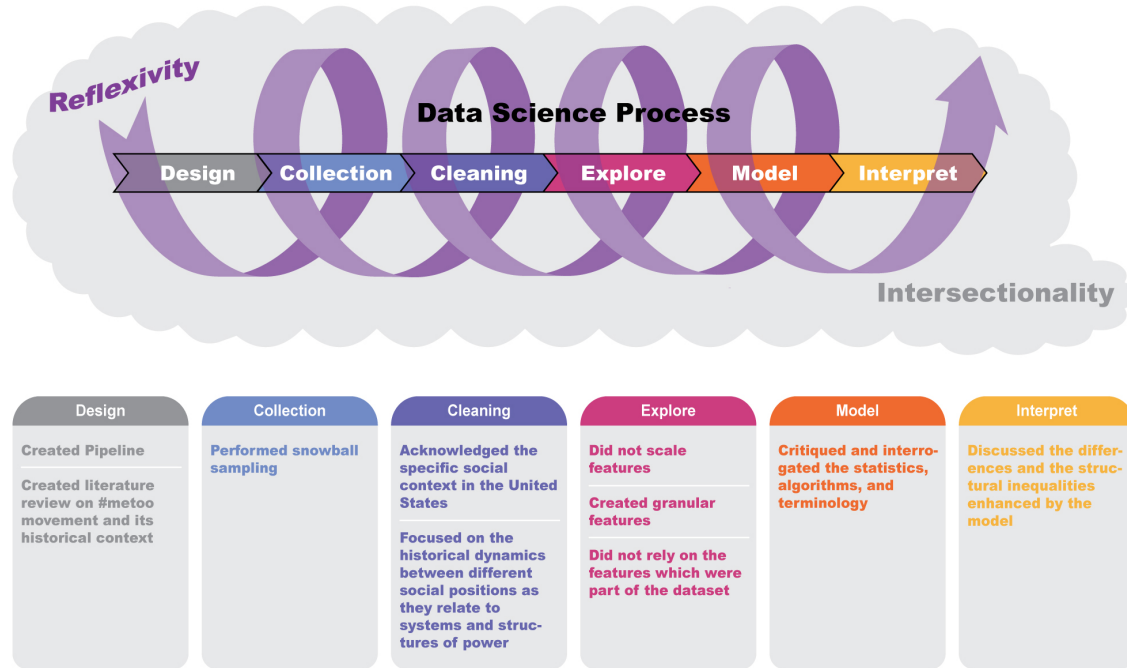 Reflexivity
Data Science Process
Design
Collection
Cleaning
Explore
Model
Interpret
Intersectionality
Design
Created Pipeline
Created literature
review on #metoo
movement and its
historical context
Collection
Performed snowball
sampling
Cleaning
Acknowledged the
specific social
context in the United
States
Focused on the
historical dynamics
between different
social positions as
they relate to
systems and struc-
tures of power
Explore
Did not scale
features
Created granular
features
Did not rely on the
features which were
part of the dataset
Model
Critiqued and interro-
gated the statistics,
algorithms, and
terminology
Interpret
Discussed the differ-
ences and the struc-
tural inequalities
enhanced by the
model